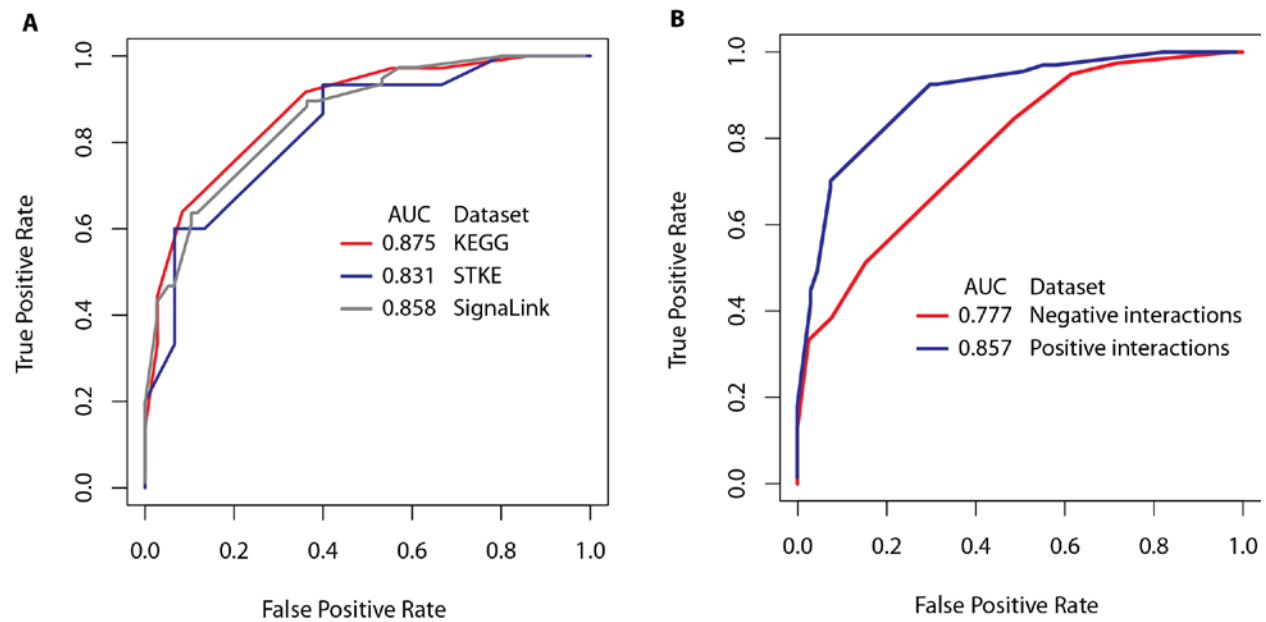 A
True Positive Rate
1.0
0.8
0.6
0.4
0.2
0.0
AUC Dataset
0.875 KEGG
0.831 STKE
0.858 SignaLink
0.0 0.2 0.4 0.6 0.8 1.0
False Positive Rate
B
True Positive Rate
1.0
0.8
0.6
0.4
0.2
0.0
AUC Dataset
0.777 Negative interactions
0.857 Positive interactions
0.0 0.2 0.4 0.6 0.8 1.0
False Positive Rate